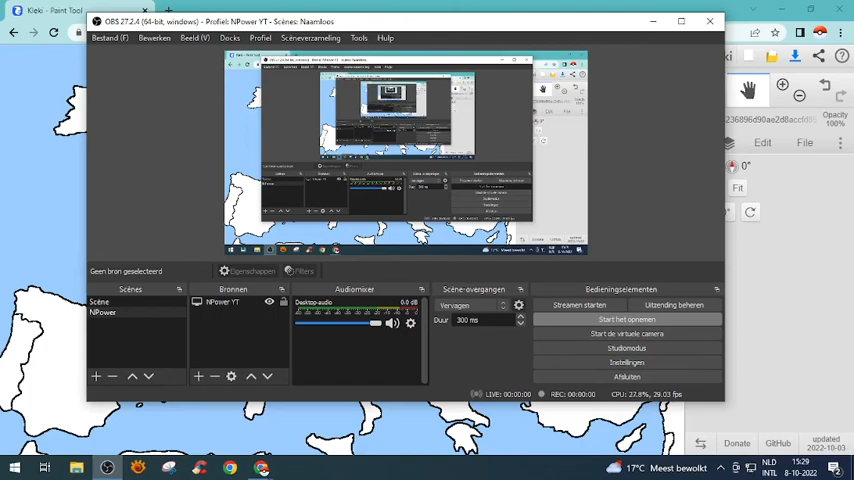 Kleki - Paint Tool
OBS 27.2.4 (64-bit, windows) - Profiel: NPower YT - Scènes: Naamloos
Bestand (F)
Bewerken
Beeld (V)
Docks
Profiel
Scèneverzameling
Tools
Help
Opacity
100%
Edit
File
0°
Fit
Geen bron geselecteerd
Eigenschappen
Filters
Scènes
Bronnen
Audiomixer
Scène-overgangen
Bedieningselementen
Scène
NPower
NPower YT
Desktop-audio
0.0 dB
Vervagen
Duur
300 ms
Streamen starten
Uitzending beheren
Start het opnemen
Start de virtuele camera
Studiomodus
Instellingen
Afsluiten
LIVE: 00:00:00
REC: 00:00:00
CPU: 27.8%, 29.03 fps
Donate
GitHub
updated
2022-10-03
17°C Meest bewolkt
NLD
INTL
15:29
8-10-2022
2